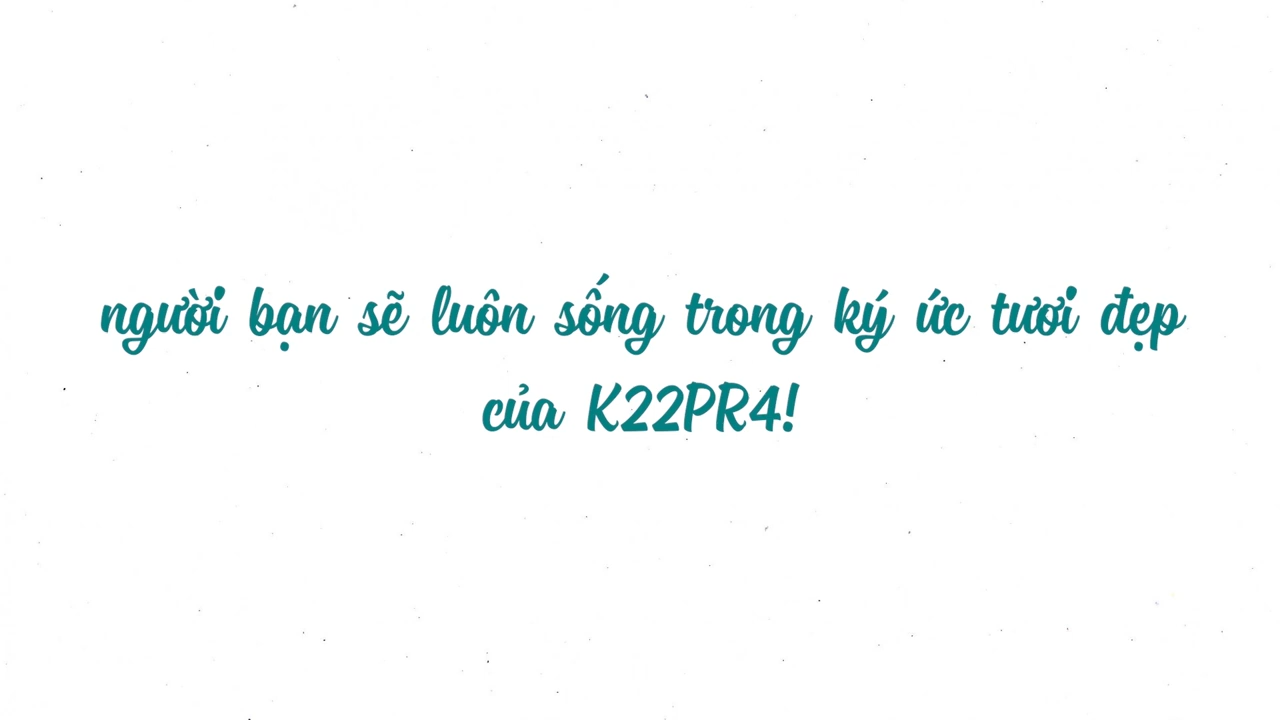 người bạn sẽ luôn sống trong ký ức tươi đẹp
của K22PR4!